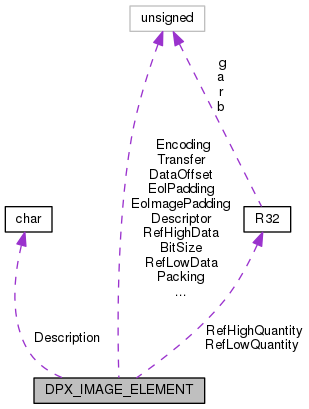 unsigned
g
a
r
b
Encoding
Transfer
DataOffset
EolPadding
EoImagePadding
Descriptor
RefHighData
BitSize
RefLowData
Packing
...
char
R32
Description
RefHighQuantity
RefLowQuantity
DPX_IMAGE_ELEMENT